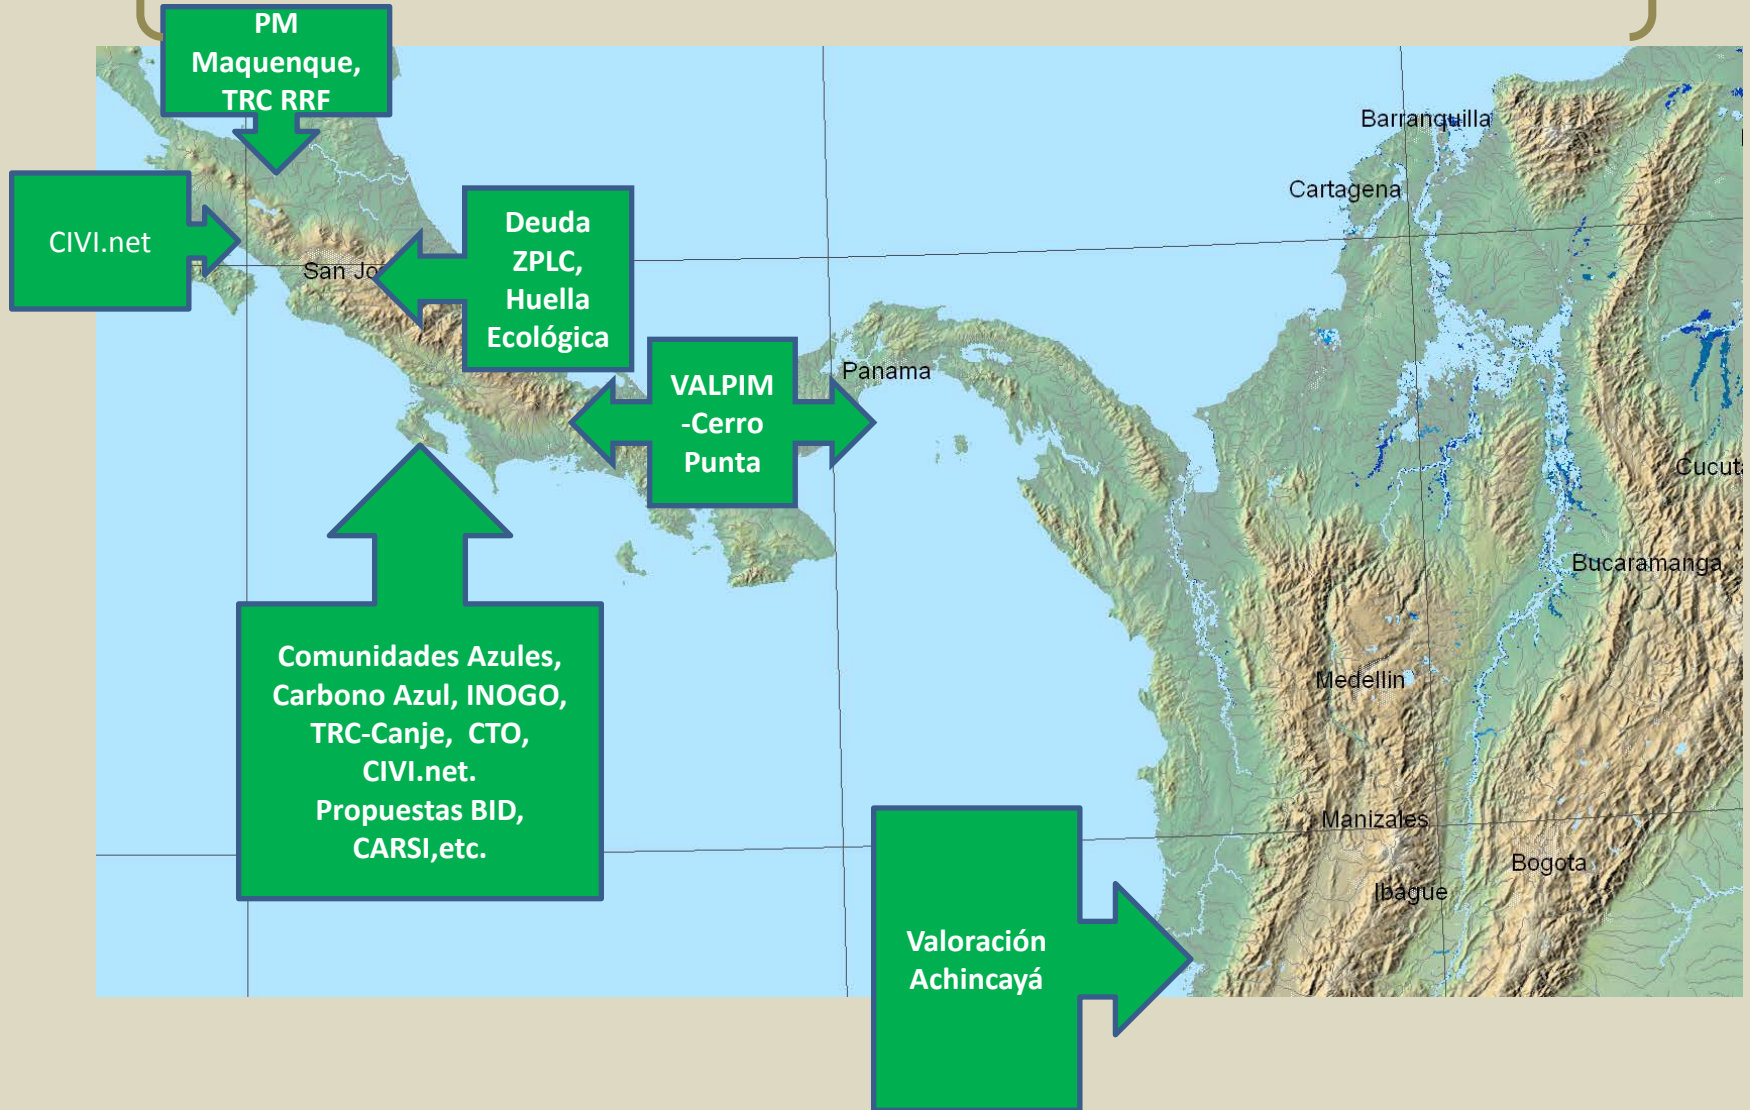 PM
Maquenque,
TRC RRF
CIVI.net
Deuda
ZPLC,
Huella
Ecológica
San Jo
VALPIM
-Cerro
Punta
Panama
Comunidades Azules,
Carbono Azul, INOGO,
TRC-Canje, CTO,
CIVI.net.
Propuestas BID,
CARSI,etc.
Valoración
Achincayá
Barranquilla
Cartagena
Cucut
Bucaramanga
Medellin
Manizales
Bogota
Ibague